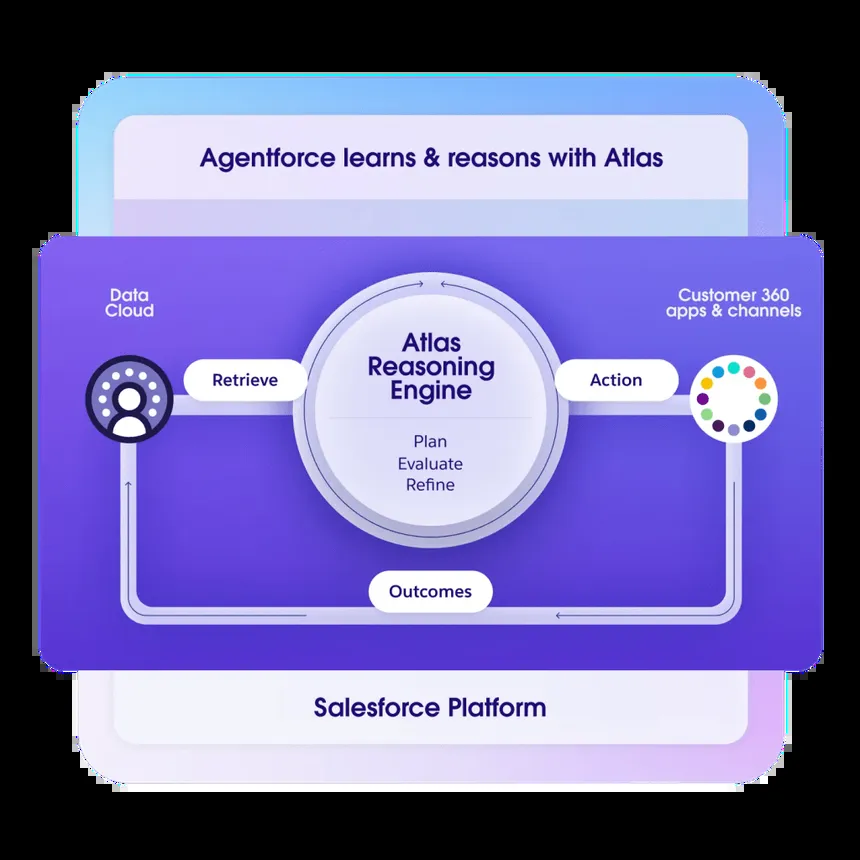 Agentforce learns & reasons with Atlas
Data
Cloud
Customer 360
apps & channels
Retrieve
Atlas
Reasoning
Engine
Action
Plan
Evaluate
Refine
Outcomes
Salesforce Platform